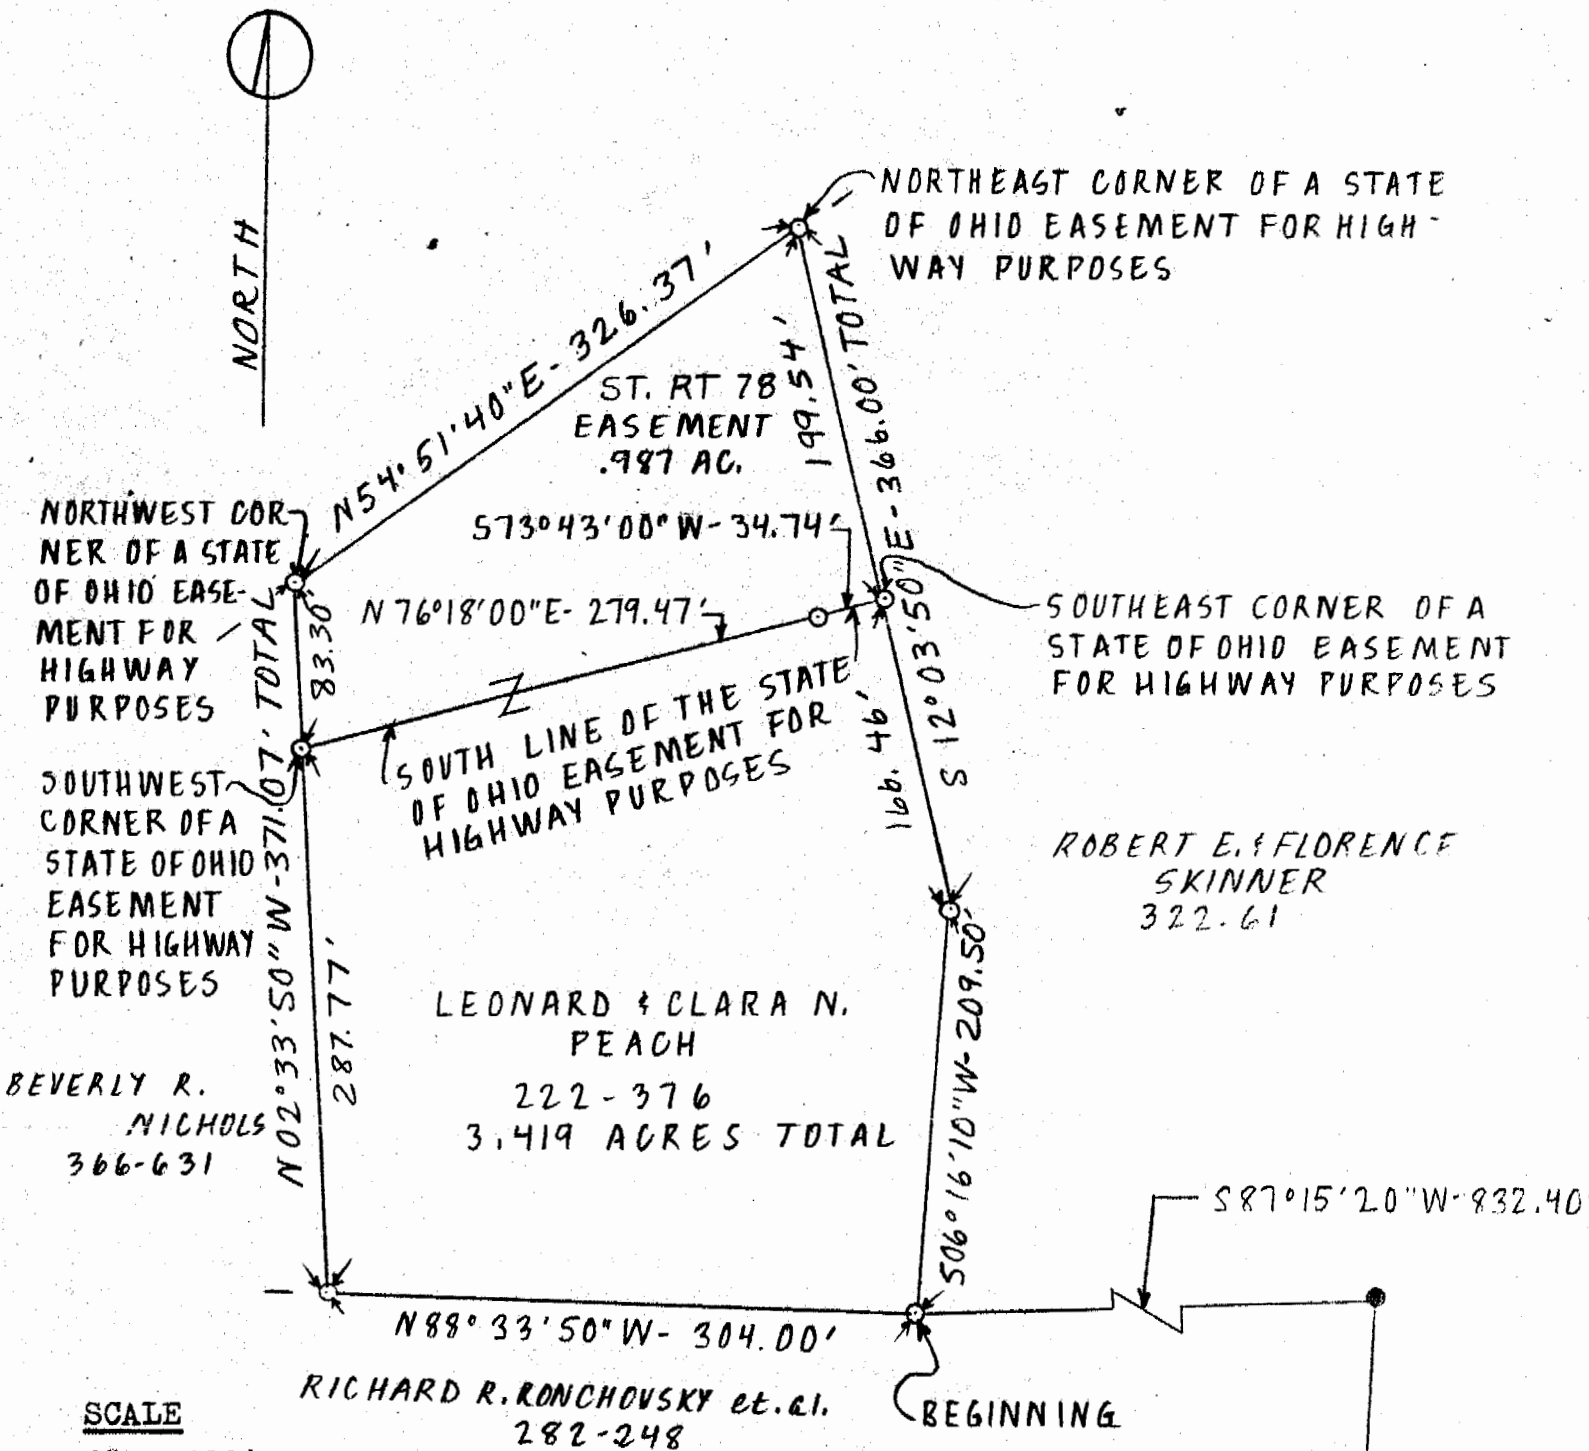 NORTH
NORTHEAST CORNER OF A STATE
OF OHIO EASEMENT FOR HIGH-
WAY PURPOSES
N54°51'40"E-326.37'
ST. RT 78
EASEMENT
.987 AC.
199.54'
S12°03'50"E-366.00' TOTAL
NORTHWEST COR-
NER OF A STATE
OF OHIO EASE-
MENT FOR
HIGHWAY
PURPOSES
S73°43'00"W-34.74'
N76°18'00"E-279.47'
83.30'
SOUTHEAST CORNER OF A
STATE OF OHIO EASEMENT
FOR HIGHWAY PURPOSES
SOUTH LINE OF THE STATE
OF OHIO EASEMENT FOR
HIGHWAY PURPOSES
166.46'
SOUTHWEST
CORNER OF A
STATE OF OHIO
EASEMENT
FOR HIGHWAY
PURPOSES
N02°33'50"W-371.07' TOTAL
287.77'
ROBERT E. & FLORENCE
SKINNER
322.61
LEONARD & CLARA N.
PEACH
222-376
3.419 ACRES TOTAL
S06°16'10"W-209.50'
BEVERLY R.
NICHOLS
366-631
S87°15'20"W-832.40
N88°33'50"W-304.00'
RICHARD R. RONCHOVSKY et.al.
282-248
BEGINNING
SCALE